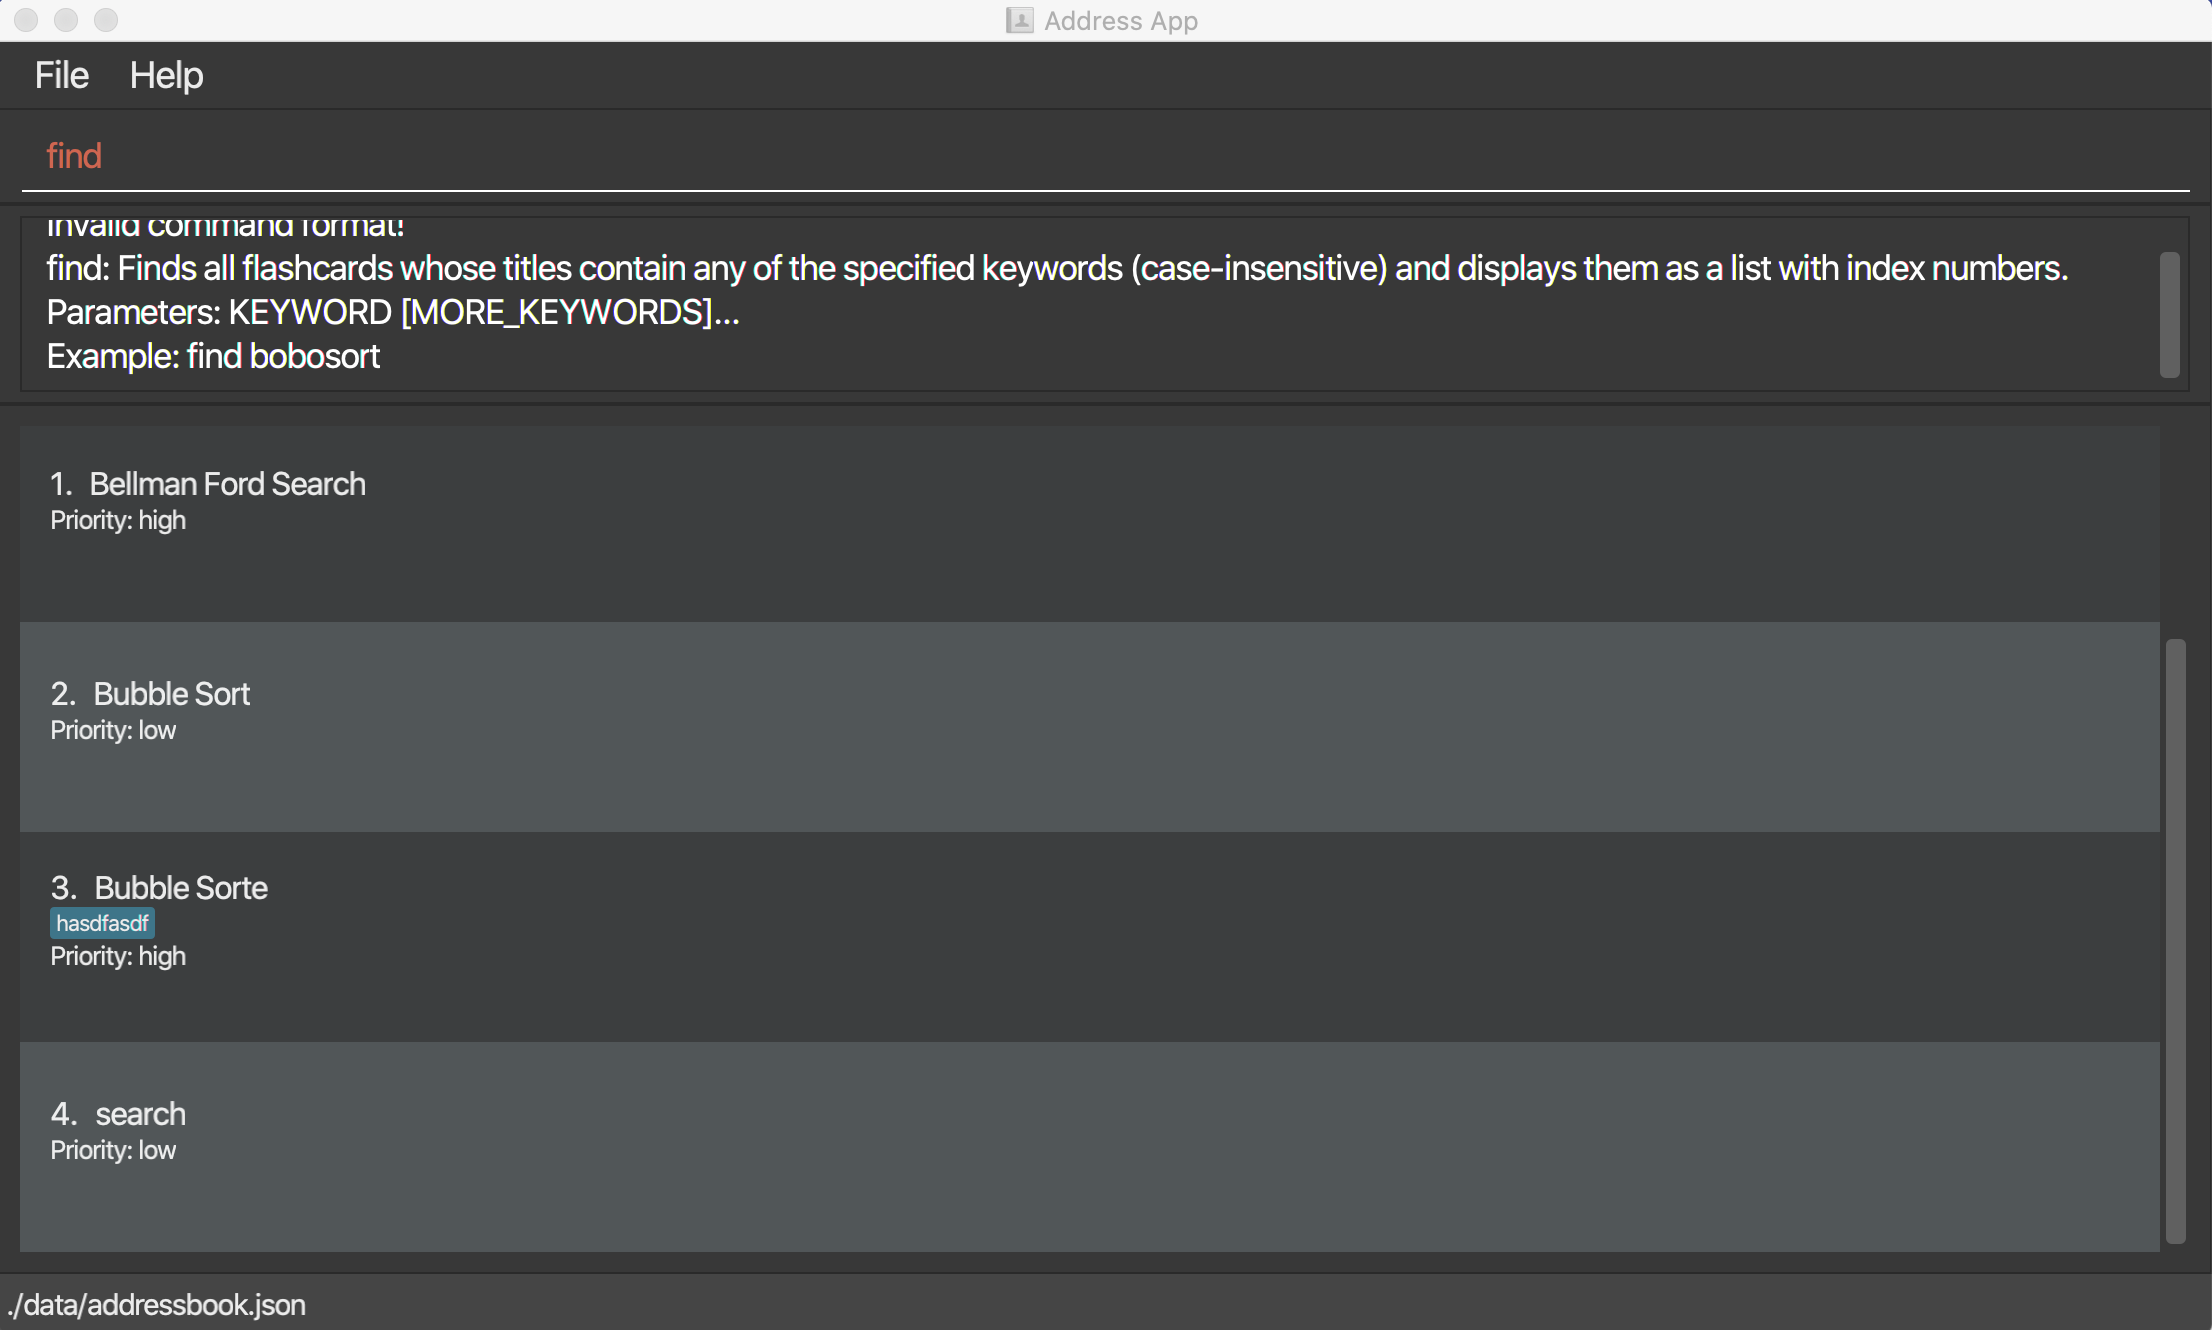 Address App
File Help
find
Invalid command format!
find: Finds all flashcards whose titles contain any of the specified keywords (case-insensitive) and displays them as a list with index numbers.
Parameters: KEYWORD [MORE_KEYWORDS]...
Example: find bobosort
1. Bellman Ford Search
Priority: high
2. Bubble Sort
Priority: low
3. Bubble Sorte
hasdfasdf
Priority: high
4. search
Priority: low
./data/addressbook.json